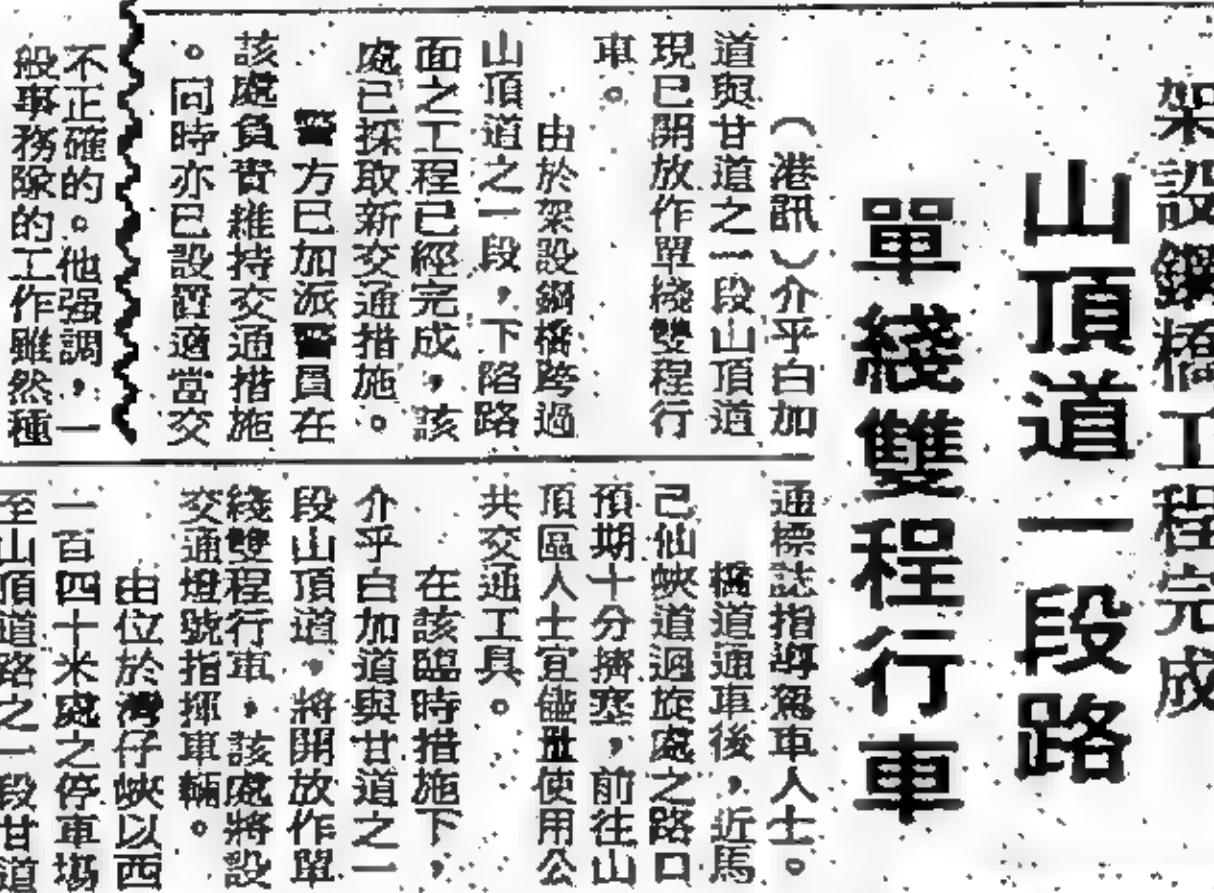 架設鋼橋工程完成
山頂道一段路
單綫雙程行車
（港訊）介乎白加
道與甘道之一段山頂道
現已開放作單綫雙程行
車。
由於架設鋼橋跨過
山頂道之一段，下陷路
面之工程已經完成，該
處已採取新交通措施。
警方已加派警員在
該處負責維持交通措施
。同時亦已設置適當交
通標誌指導駕車人士。
橋道通車後，近馬
己仙峽道迴旋處之路口
預期十分擠塞，前往山
頂區人士宜儘量使用公
共交通工具。
在該臨時措施下，
介乎白加道與甘道之一
段山頂道，將開放作單
綫雙程行車，該處將設
交通燈號指揮車輛。
由位於灣仔峽以西
一百四十米處之停車場
至山頂道路之一段甘道
不正確的。他强調，一
般事務隊的工作雖然種